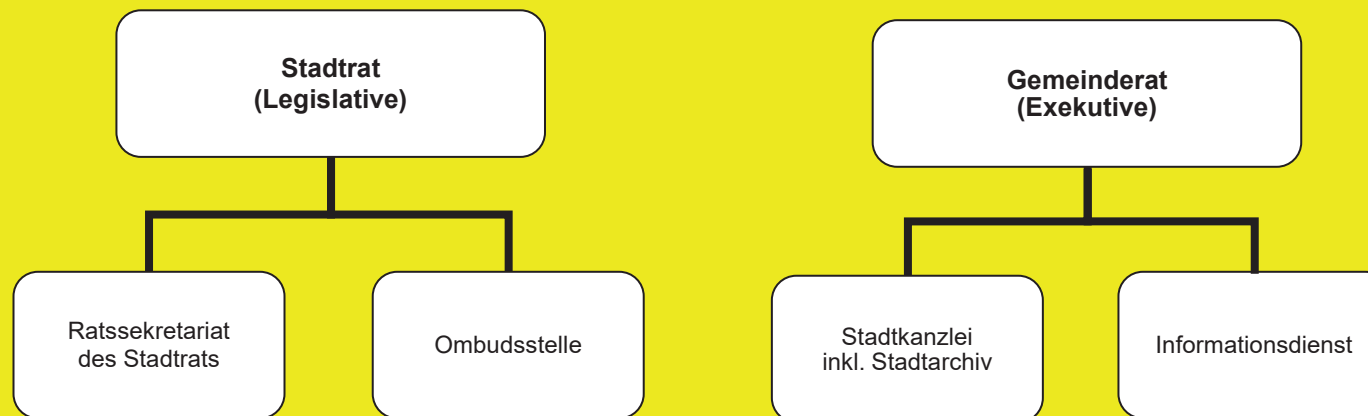 Stadtrat
(Legislative)
Gemeinderat
(Exekutive)
Ratssekretariat
des Stadtrats
Ombudsstelle
Stadtkanzlei
inkl. Stadtarchiv
Informationsdienst